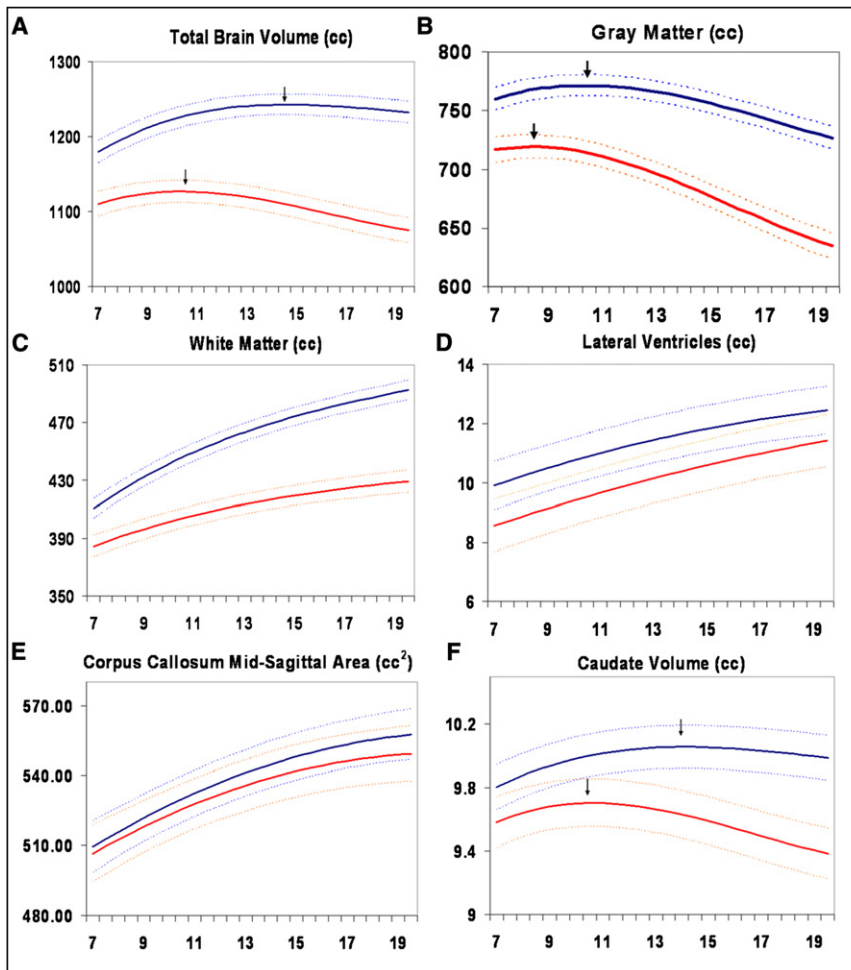 A
Total Brain Volume (cc)
1300
1200
1100
1000
7 9 11 13 15 17 19
B
Gray Matter (cc)
800
750
700
650
600
7 9 11 13 15 17 19
C
White Matter (cc)
510
470
430
390
350
7 9 11 13 15 17 19
D
Lateral Ventricles (cc)
14
12
10
8
6
7 9 11 13 15 17 19
E
Corpus Callosum Mid-Sagittal Area (cc²)
570.00
540.00
510.00
480.00
7 9 11 13 15 17 19
F
Caudate Volume (cc)
10.2
9.8
9.4
9
7 9 11 13 15 17 19